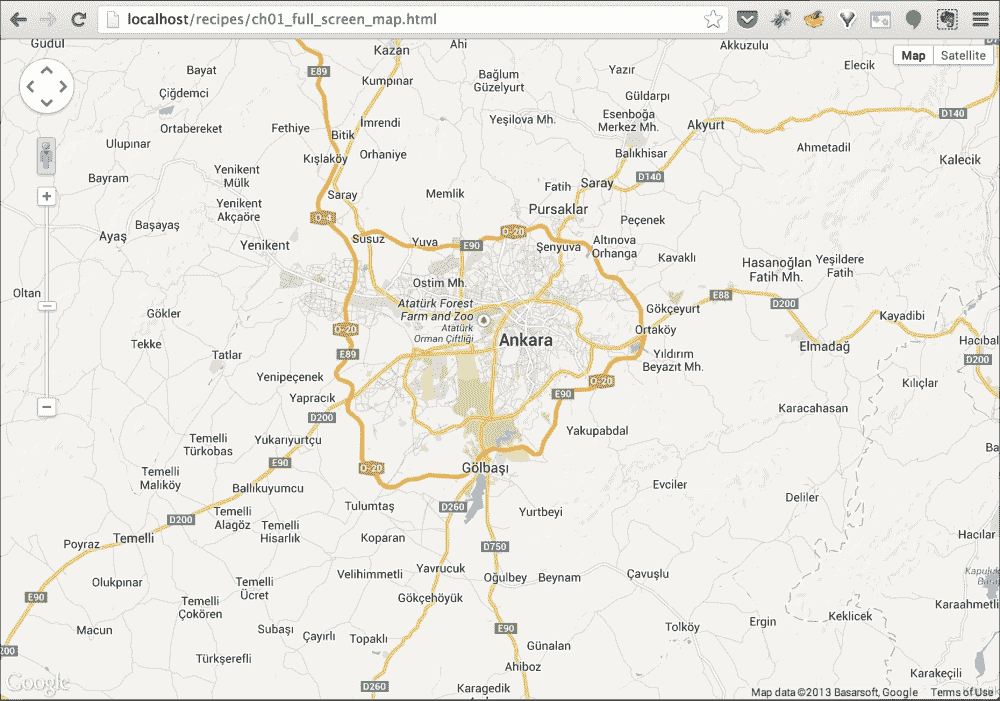 localhost/recipes/ch01_full_screen_map.html
Gudul
Kazan
Ahi
Akkuzulu
Map
Satellite
Elecik
E89
Bayat
Kumpınar
Bağlum
Güzelyurt
Yazır
Çiğdemci
Güldarpı
Ortabereket
Fethiye
İmrendi
Bitik
Yeşilova Mh.
Esenboğa
Merkez Mh.
Akyurt
D140
Ulupınar
Kışlaköy
Orhaniye
Balıkhisar
Ahmetadil
Kalecik
Bayram
Yenikent
Mülk
Saray
Memlik
Fatih
Saray
D140
Yenikent
Akçaöre
O-4
Pursaklar
Peçenek
Başayaş
Ayaş
Yenikent
Susuz
Yuva
E90
O-20
Şenyuva
Altınova
Orhanga
Kavaklı
Hasanoğlan
Fatih Mh.
Yeşildere
Fatih
Oltan
Ostim Mh.
Gökçeyurt
E88
D200
Gökler
Atatürk Forest
Farm and Zoo
Atatürk
Orman Çiftliği
Ankara
Ortaköy
Kayadibi
O-20
Tekke
Tatlar
E89
Yıldırım
Beyazıt Mh.
Elmadağ
Hacıbal
D200
Yenipeçenek
O-20
Kılıçlar
Yapracık
E90
D200
Karacahasan
Temelli
Türkobas
Yukarıyurtçu
Yakupabdal
Ba
E90
O-20
Gölbaşı
Temelli
Malıköy
Ballıkuyumcu
Evciler
Deliler
Tulumtaş
D260
Yurtbeyi
D200
Temelli
Alagöz
Temelli
Hisarlık
Koparan
Hacılar
Poyraz
Temelli
D750
Olukpınar
Temelli
Ücret
Velihimmetli
Yavrucuk
Oğulbey
Beynam
Çavuşlu
Kapuluk
Bara
E90
Temelli
Çokören
Gökçehöyük
Karaahmetli
Macun
Subaşı
Çayırlı
Topaklı
E90
Tolköy
Ergin
Keklicek
200
Türkşerefli
Günalan
Ahiboz
Karakeçili
Google
D260
Karagedik
Map data ©2013 Basarsoft, Google
Terms of Use